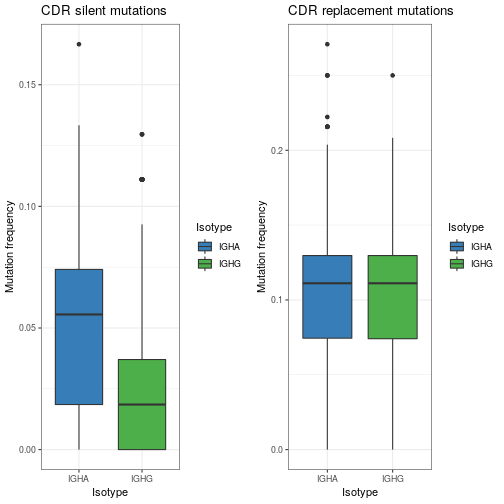 CDR silent mutations
Mutation frequency
0.15
0.10
0.05
0.00
IGHA
IGHG
Isotype
Isotype
IGHA
IGHG
CDR replacement mutations
Mutation frequency
0.2
0.1
0.0
IGHA
IGHG
Isotype
Isotype
IGHA
IGHG